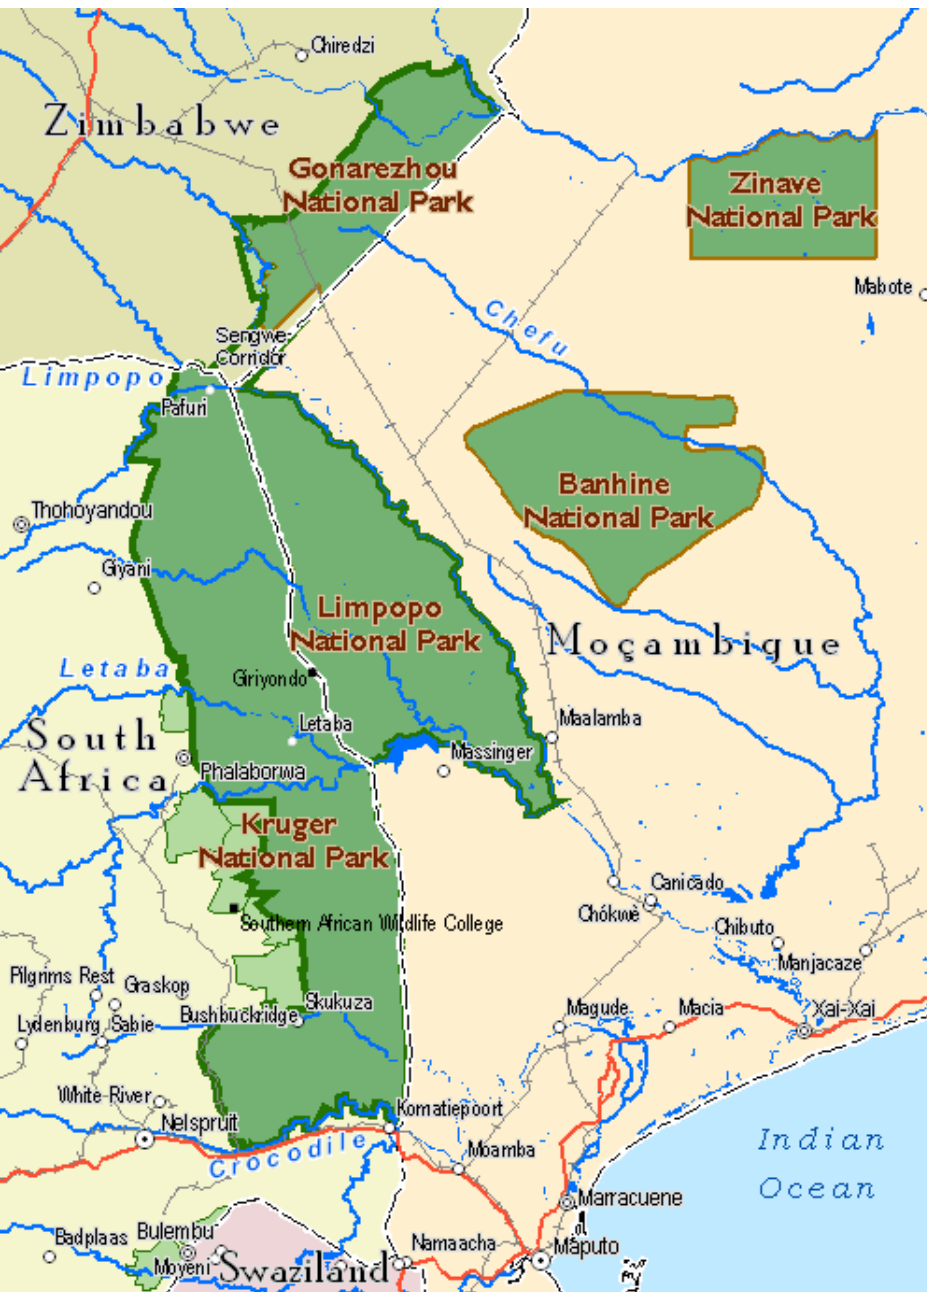 Chiredzi
Zimbabwe
Gonarezhou
National Park
Zinave
National Park
Mabote
Chefu
Sengwe
Corridor
Limpopo
Pafuri
Banhine
National Park
Thohoyandou
Giyani
Limpopo
National Park
Moçambique
Letaba
Giriyondo
Letaba
Maalamba
South
Africa
Massinger
Phalaborwa
Kruger
National Park
Canicado
Chókwè
Southern African Wildlife College
Chibuto
Manjacaze
Pilgrims Rest
Graskop
Skukuza
Bushbuckridge
Magude
Macia
Xai-Xai
Lydenburg
Sabie
White-River
Komatiepoort
Nelspruit
Crocodile
Moamba
Indian
Ocean
Marracuene
Badplaas
Bulembu
Namaacha
Maputo
Moyeni
Swaziland